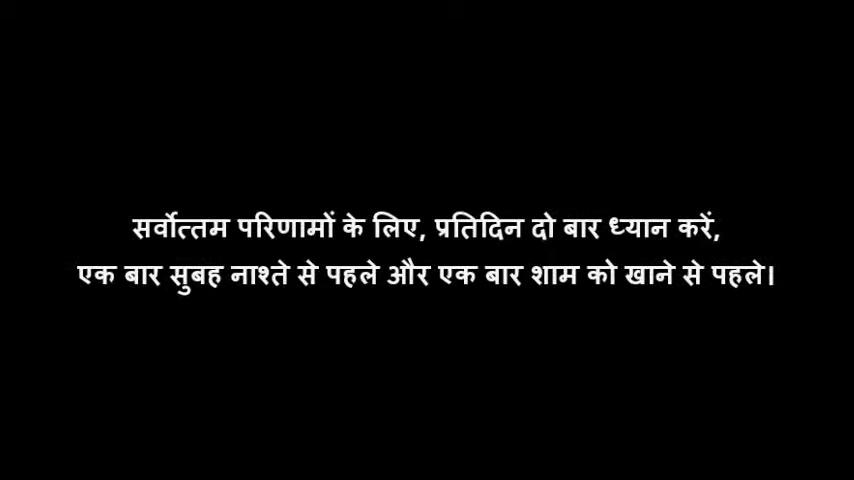 सर्वोत्तम परिणामों के लिए, प्रतिदिन दो बार ध्यान करें,
एक बार सुबह नाश्ते से पहले और एक बार शाम को खाने से पहले।